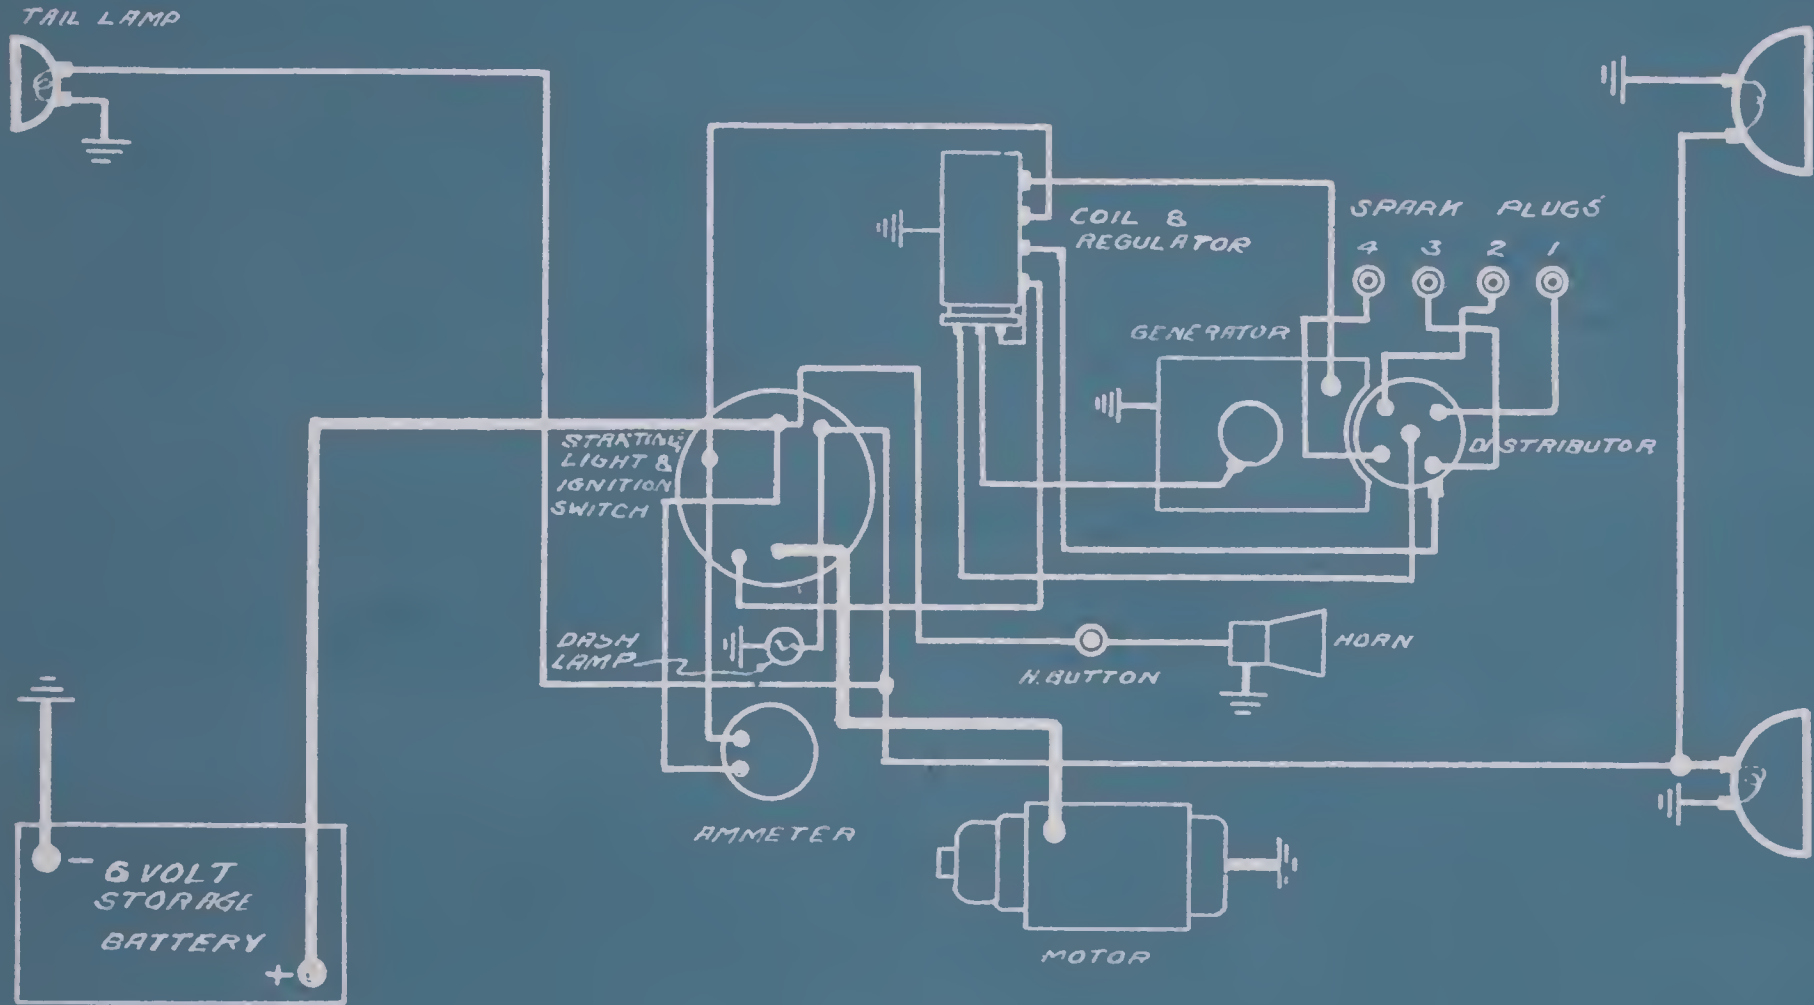 TAIL LAMP
COIL &
REGULATOR
SPARK PLUGS
4 3 2 1
GENERATOR
DISTRIBUTOR
STARTING
LIGHT &
IGNITION
SWITCH
DASH
LAMP
H. BUTTON
HORN
AMMETER
- 6 VOLT
STORAGE
BATTERY
+
MOTOR